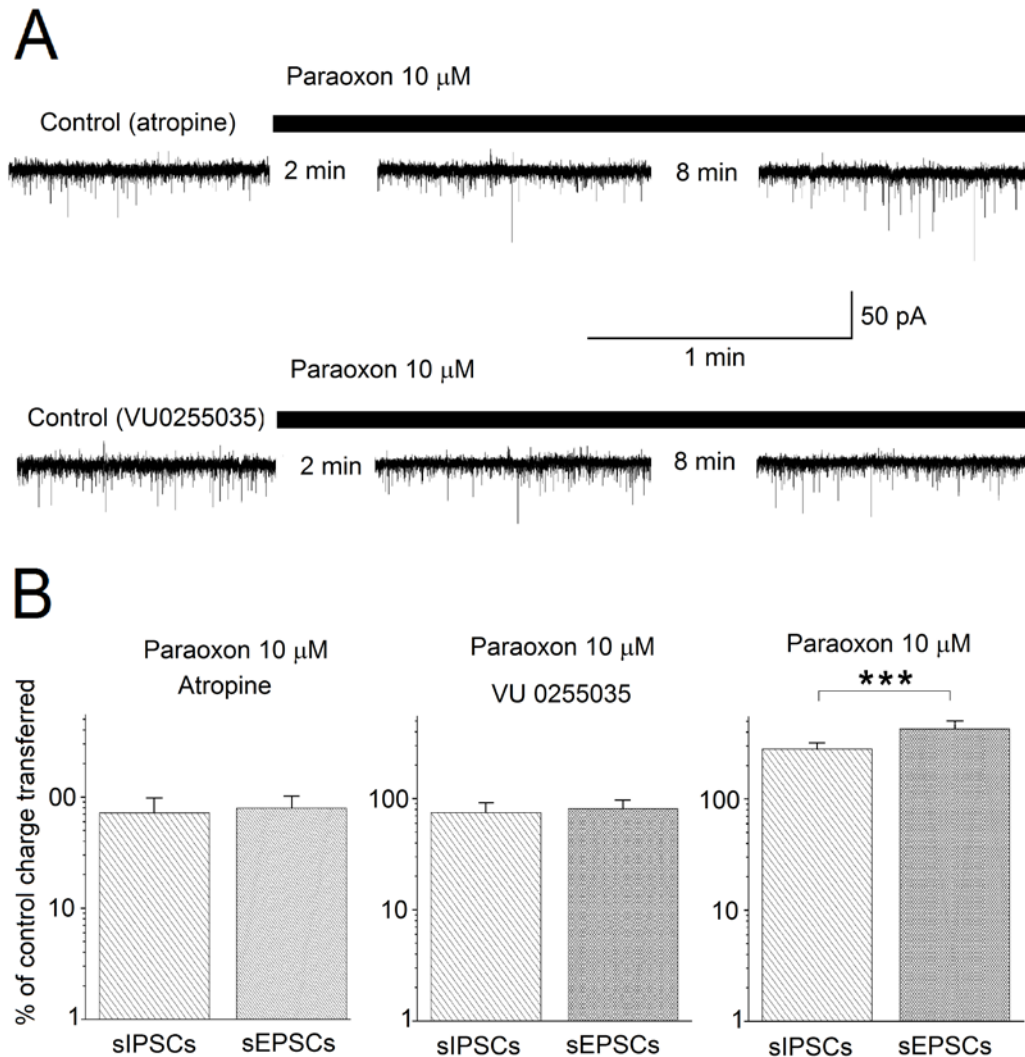 A
Paraoxon 10 μM
Control (atropine)
2 min
8 min
50 pA
1 min
Paraoxon 10 μM
Control (VU0255035)
2 min
8 min
B
Paraoxon 10 μM
Atropine
Paraoxon 10 μM
VU 0255035
Paraoxon 10 μM
***
% of control charge transferred
00
10
1
sIPSCs
sEPSCs
100
10
1
sIPSCs
sEPSCs
100
10
1
sIPSCs
sEPSCs